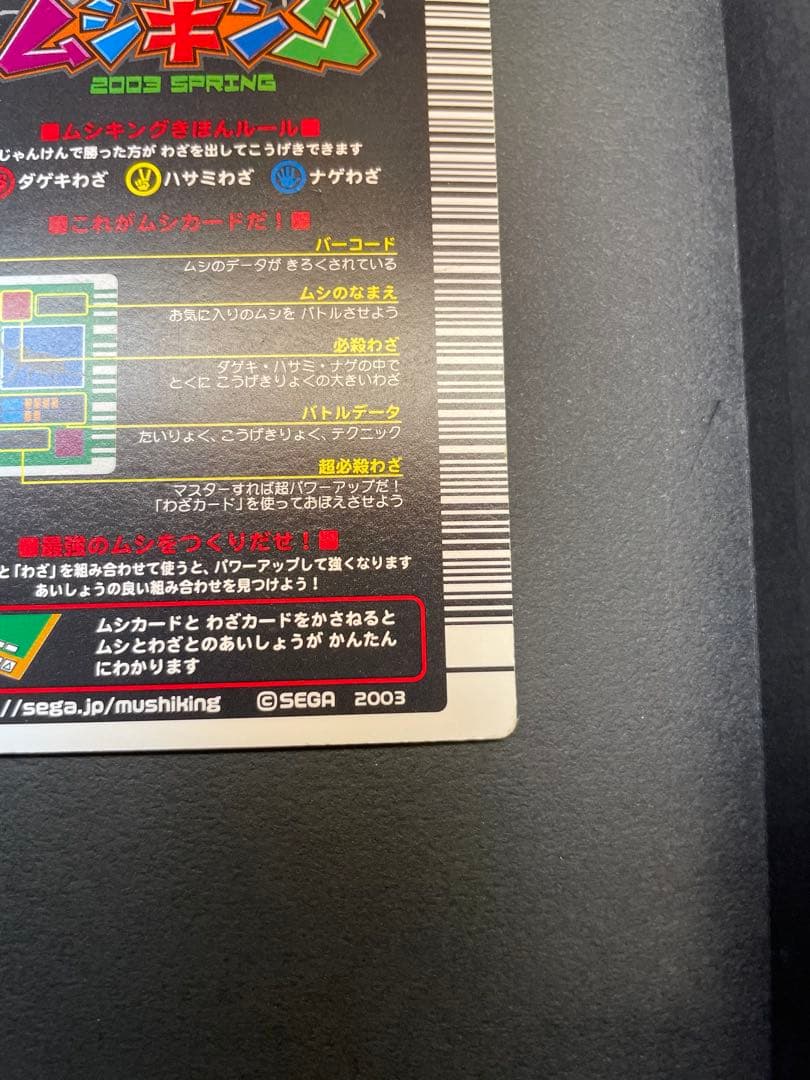 ムシキング
2003 SPRING
■ムシキングきほんルール■
じゃんけんで勝った方が わざを出してこうげきできます
ダゲキわざ ハサミわざ ナゲわざ
■これがムシカードだ！■
バーコード
ムシのデータが きろくされている
ムシのなまえ
お気に入りのムシを バトルさせよう
必殺わざ
ダゲキ・ハサミ・ナゲの中で
とくに こうげきりょくの大きいわざ
バトルデータ
たいりょく、こうげきりょく、テクニック
超必殺わざ
マスターすれば超パワーアップだ！
「わざカード」を使っておぼえさせよう
■最強のムシをつくりだせ！■
と「わざ」を組み合わせて使うと、パワーアップして強くなります
あいしょうの良い組み合わせを見つけよう！
ムシカードと わざカードをかさねると
ムシとわざとのあいしょうが かんたん
にわかります
//sega.jp/mushiking ©SEGA 2003